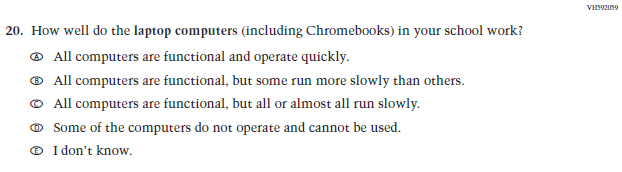 VH592059
20. How well do the laptop computers (including Chromebooks) in your school work?
Ⓐ All computers are functional and operate quickly.
Ⓑ All computers are functional, but some run more slowly than others.
Ⓒ All computers are functional, but all or almost all run slowly.
Ⓓ Some of the computers do not operate and cannot be used.
Ⓔ I don't know.